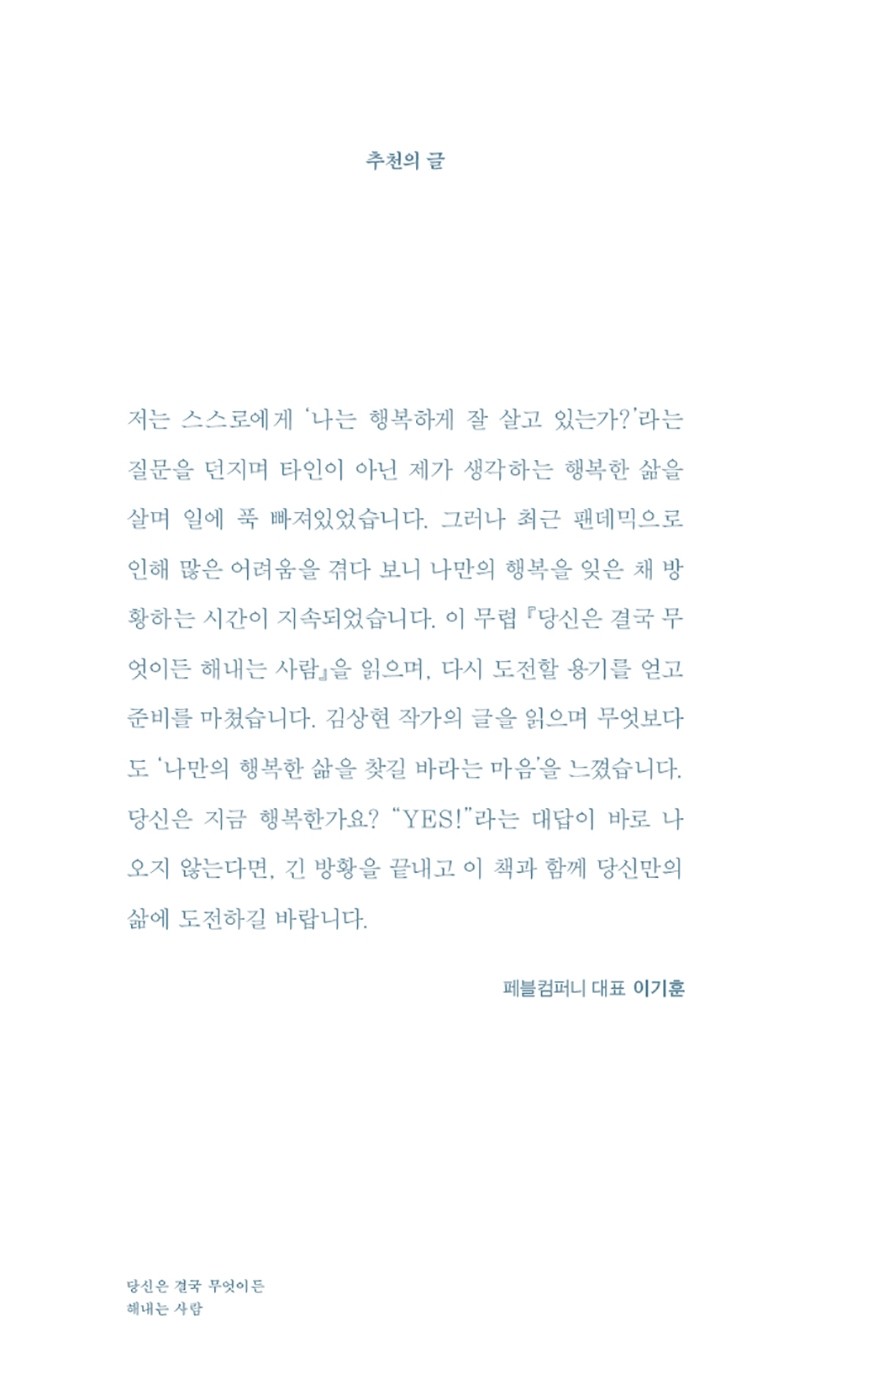 추천의 글
저는 스스로에게 ‘나는 행복하게 잘 살고 있는가?’라는
질문을 던지며 타인이 아닌 제가 생각하는 행복한 삶을
살며 일에 푹 빠져있었습니다. 그러나 최근 팬데믹으로
인해 많은 어려움을 겪다 보니 나만의 행복을 잊은 채 방
황하는 시간이 지속되었습니다. 이 무렵 『당신은 결국 무
엇이든 해내는 사람』을 읽으며, 다시 도전할 용기를 얻고
준비를 마쳤습니다. 김상현 작가의 글을 읽으며 무엇보다
도 ‘나만의 행복한 삶을 찾길 바라는 마음’을 느꼈습니다.
당신은 지금 행복한가요? “YES!”라는 대답이 바로 나
오지 않는다면, 긴 방황을 끝내고 이 책과 함께 당신만의
삶에 도전하길 바랍니다.
페블컴퍼니 대표 이기훈
당신은 결국 무엇이든
해내는 사람